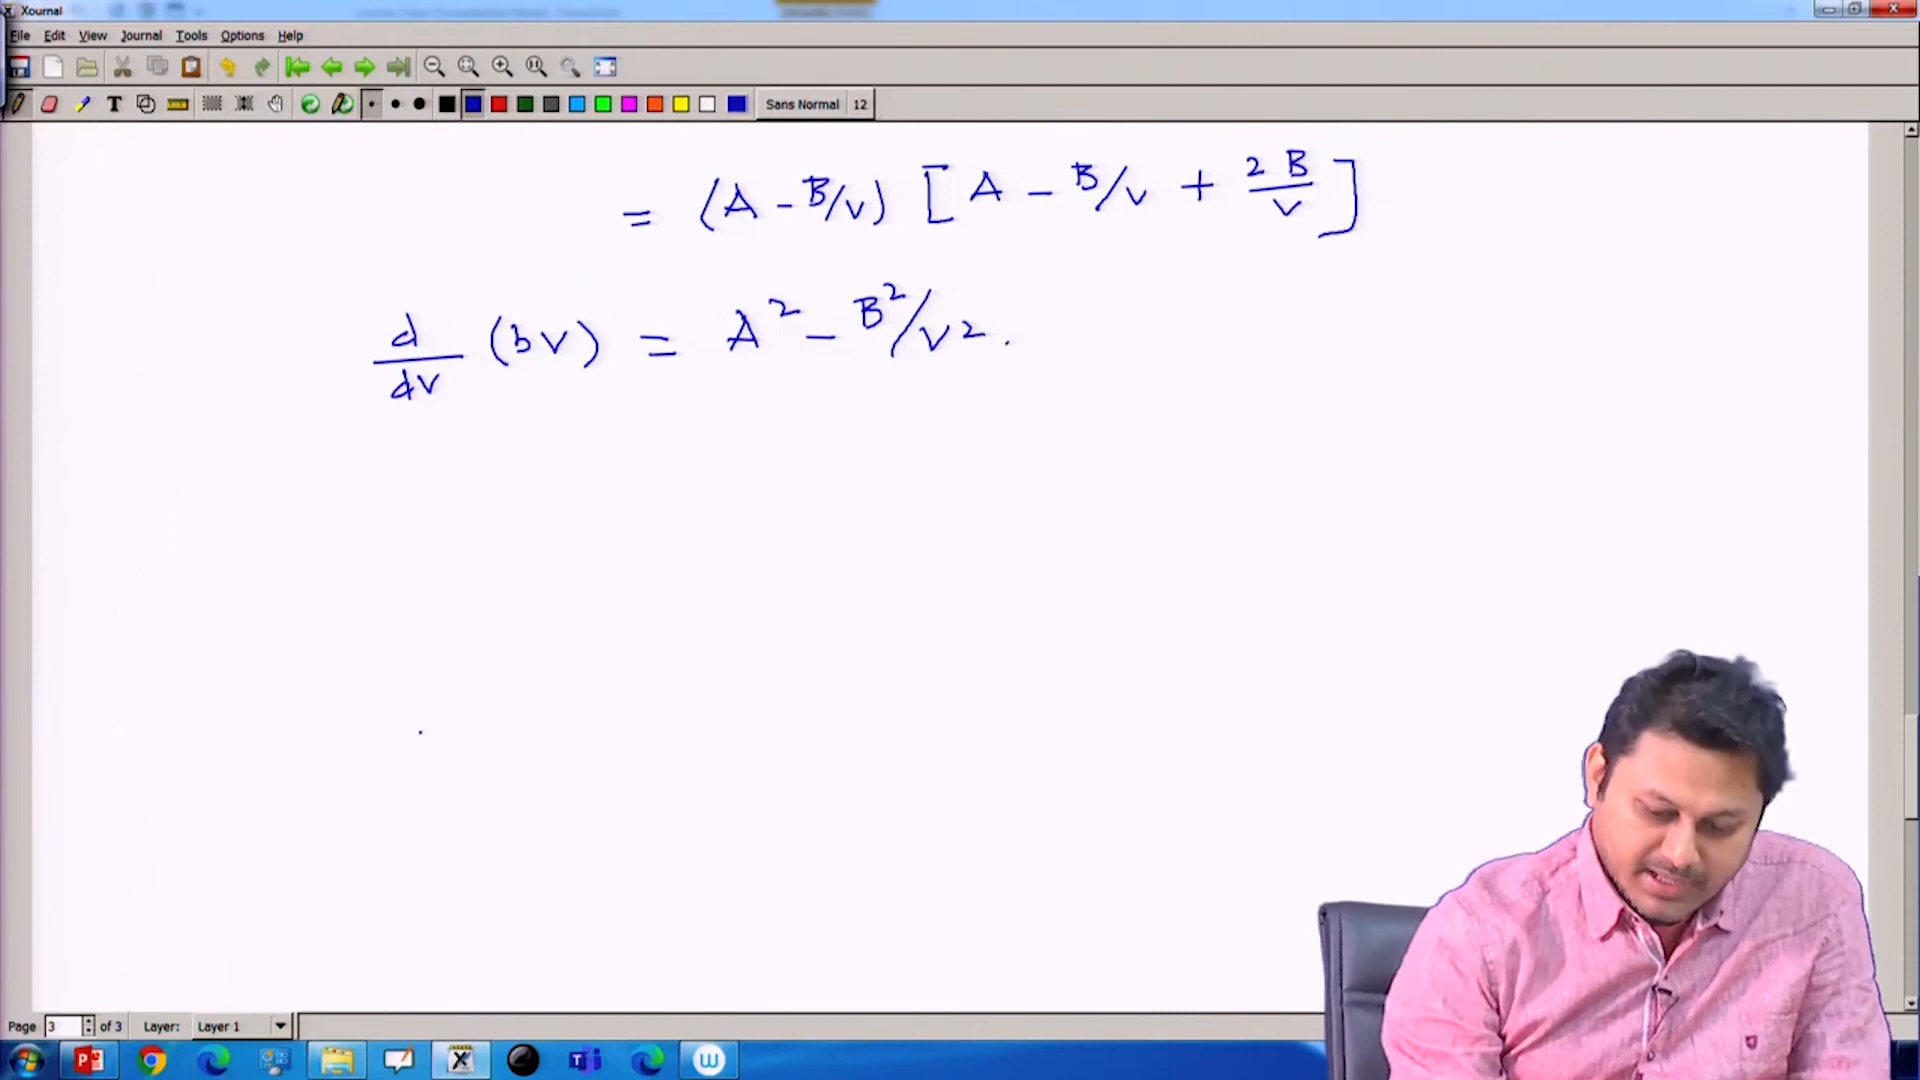 Xournal
File Edit View Journal Tools Options Help
Sans Normal 12
= (A - B/V) [A - B/V + 2B/V]
d/dV (bV) = A² - B²/V².
Page 3 of 3 Layer: Layer 1